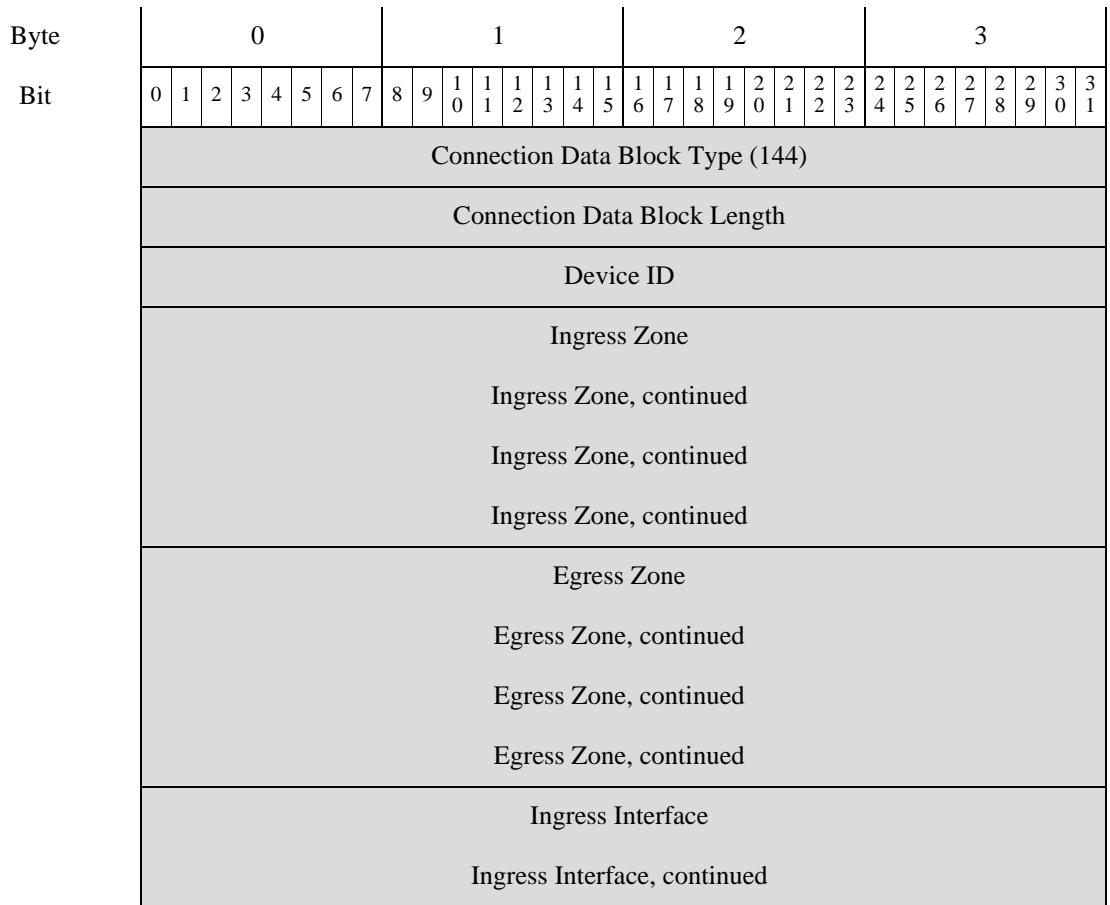 Byte 0 1 2 3
Bit 0 1 2 3 4 5 6 7 8 9 10 11 12 13 14 15 16 17 18 19 20 21 22 23 24 25 26 27 28 29 30 31
Connection Data Block Type (144)
Connection Data Block Length
Device ID
Ingress Zone
Ingress Zone, continued
Ingress Zone, continued
Ingress Zone, continued
Egress Zone
Egress Zone, continued
Egress Zone, continued
Egress Zone, continued
Ingress Interface
Ingress Interface, continued